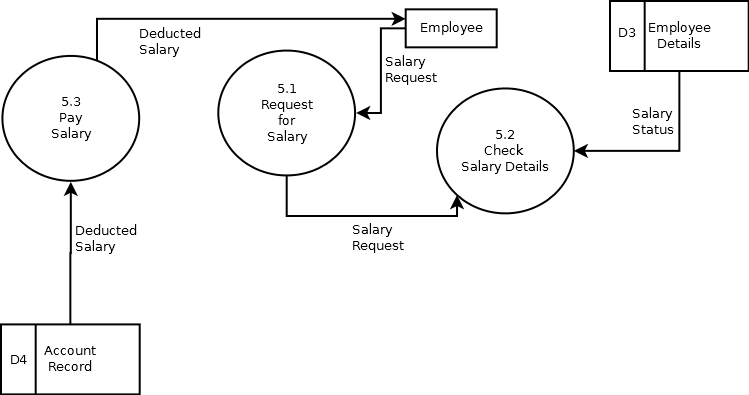 Deducted
Salary
Employee
D3
Employee
Details
Salary
Request
5.3
Pay
Salary
5.1
Request
for
Salary
5.2
Check
Salary Details
Salary
Status
Deducted
Salary
Salary
Request
D4
Account
Record